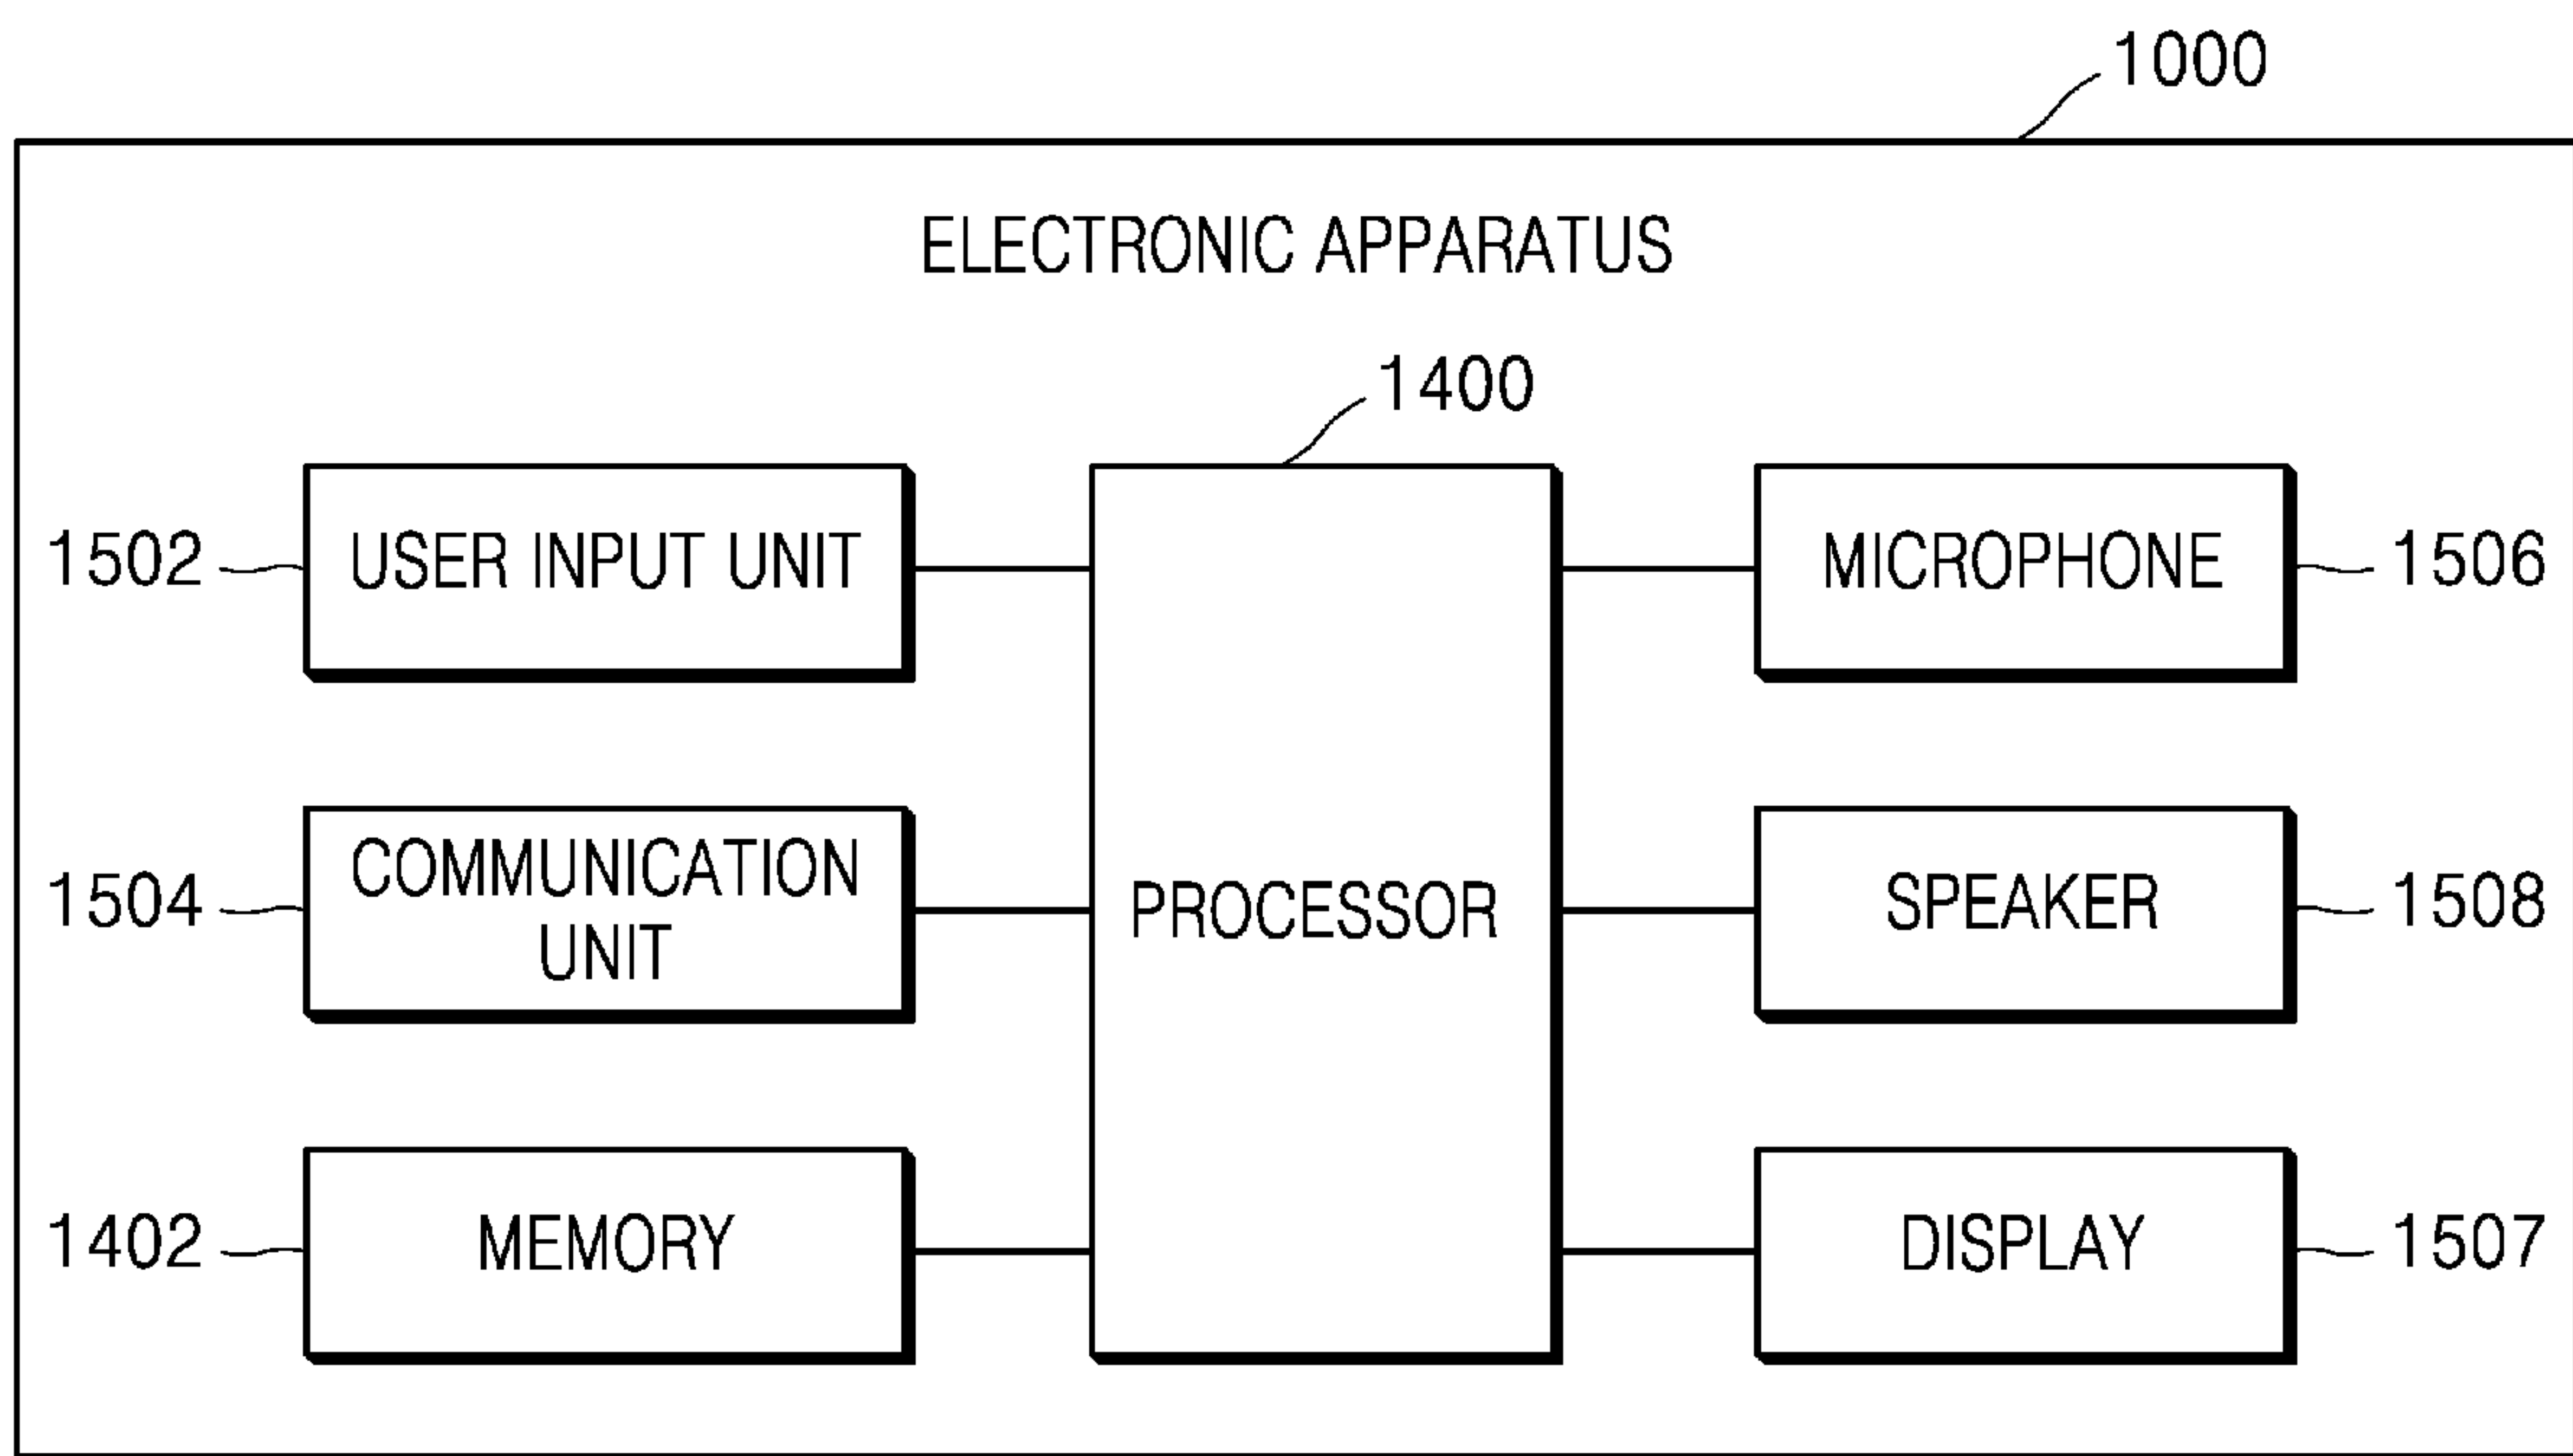 1000
ELECTRONIC APPARATUS
1400
1502
USER INPUT UNIT
MICROPHONE
1506
1504
COMMUNICATION
UNIT
PROCESSOR
SPEAKER
1508
1402
MEMORY
DISPLAY
1507